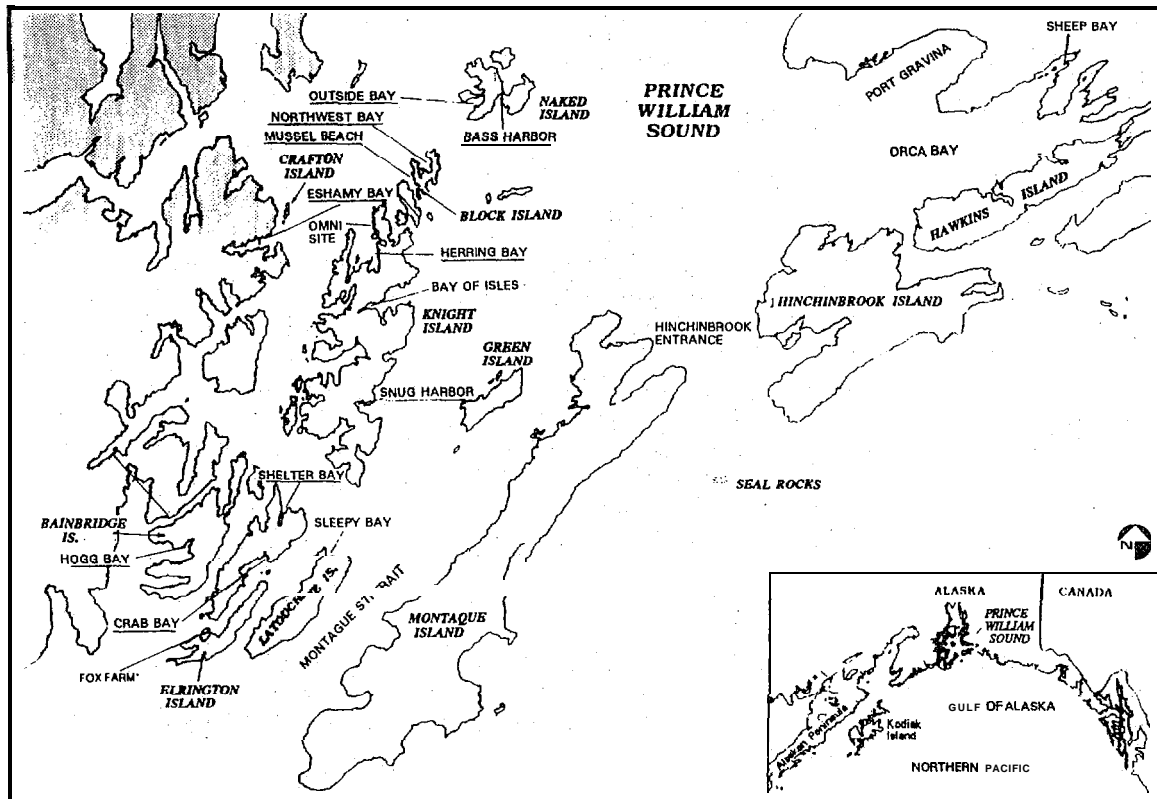 SHEEP BAY
PORT GRAVINA
PRINCE
WILLIAM
SOUND
OUTSIDE BAY
NAKED
ISLAND
NORTHWEST BAY
BASS HARBOR
MUSSEL BEACH
CRAFTON
ISLAND
ORCA BAY
ESHAMY BAY
BLOCK ISLAND
HAWKINS ISLAND
OMNI
SITE
HERRING BAY
BAY OF ISLES
HINCHINBROOK ISLAND
KNIGHT
ISLAND
HINCHINBROOK
ENTRANCE
GREEN
ISLAND
SNUG HARBOR
SHELTER BAY
SEAL ROCKS
BAINBRIDGE
IS.
SLEEPY BAY
HOGG BAY
N
IS.
MONTAGUE
CRAB BAY
MONTAQUE
ISLAND
FOX FARM
ELRINGTON
ISLAND
ALASKA
CANADA
PRINCE
WILLIAM
SOUND
GULF OF ALASKA
Alaskan Peninsula
Kodiak
Island
NORTHERN PACIFIC